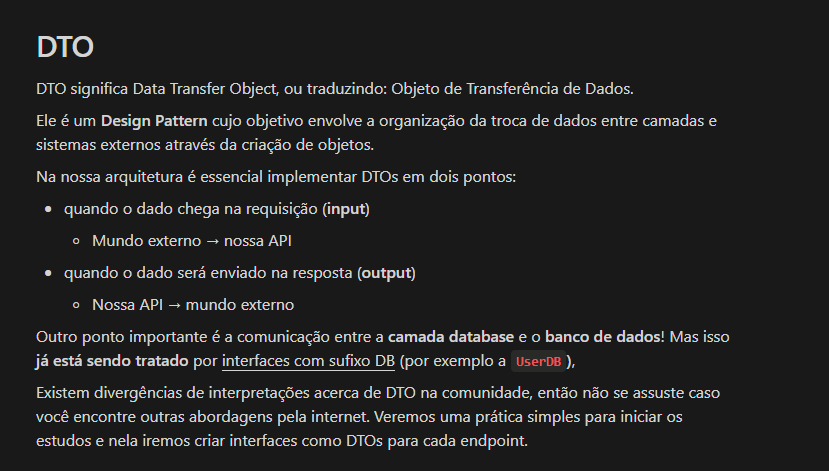 DTO
DTO significa Data Transfer Object, ou traduzindo: Objeto de Transferência de Dados.
Ele é um Design Pattern cujo objetivo envolve a organização da troca de dados entre camadas e
sistemas externos através da criação de objetos.
Na nossa arquitetura é essencial implementar DTOs em dois pontos:
• quando o dado chega na requisição (input)
◦ Mundo externo → nossa API
• quando o dado será enviado na resposta (output)
◦ Nossa API → mundo externo
Outro ponto importante é a comunicação entre a camada database e o banco de dados! Mas isso
já está sendo tratado por interfaces com sufixo DB (por exemplo a UserDB),
Existem divergências de interpretações acerca de DTO na comunidade, então não se assuste caso
você encontre outras abordagens pela internet. Veremos uma prática simples para iniciar os
estudos e nela iremos criar interfaces como DTOs para cada endpoint.